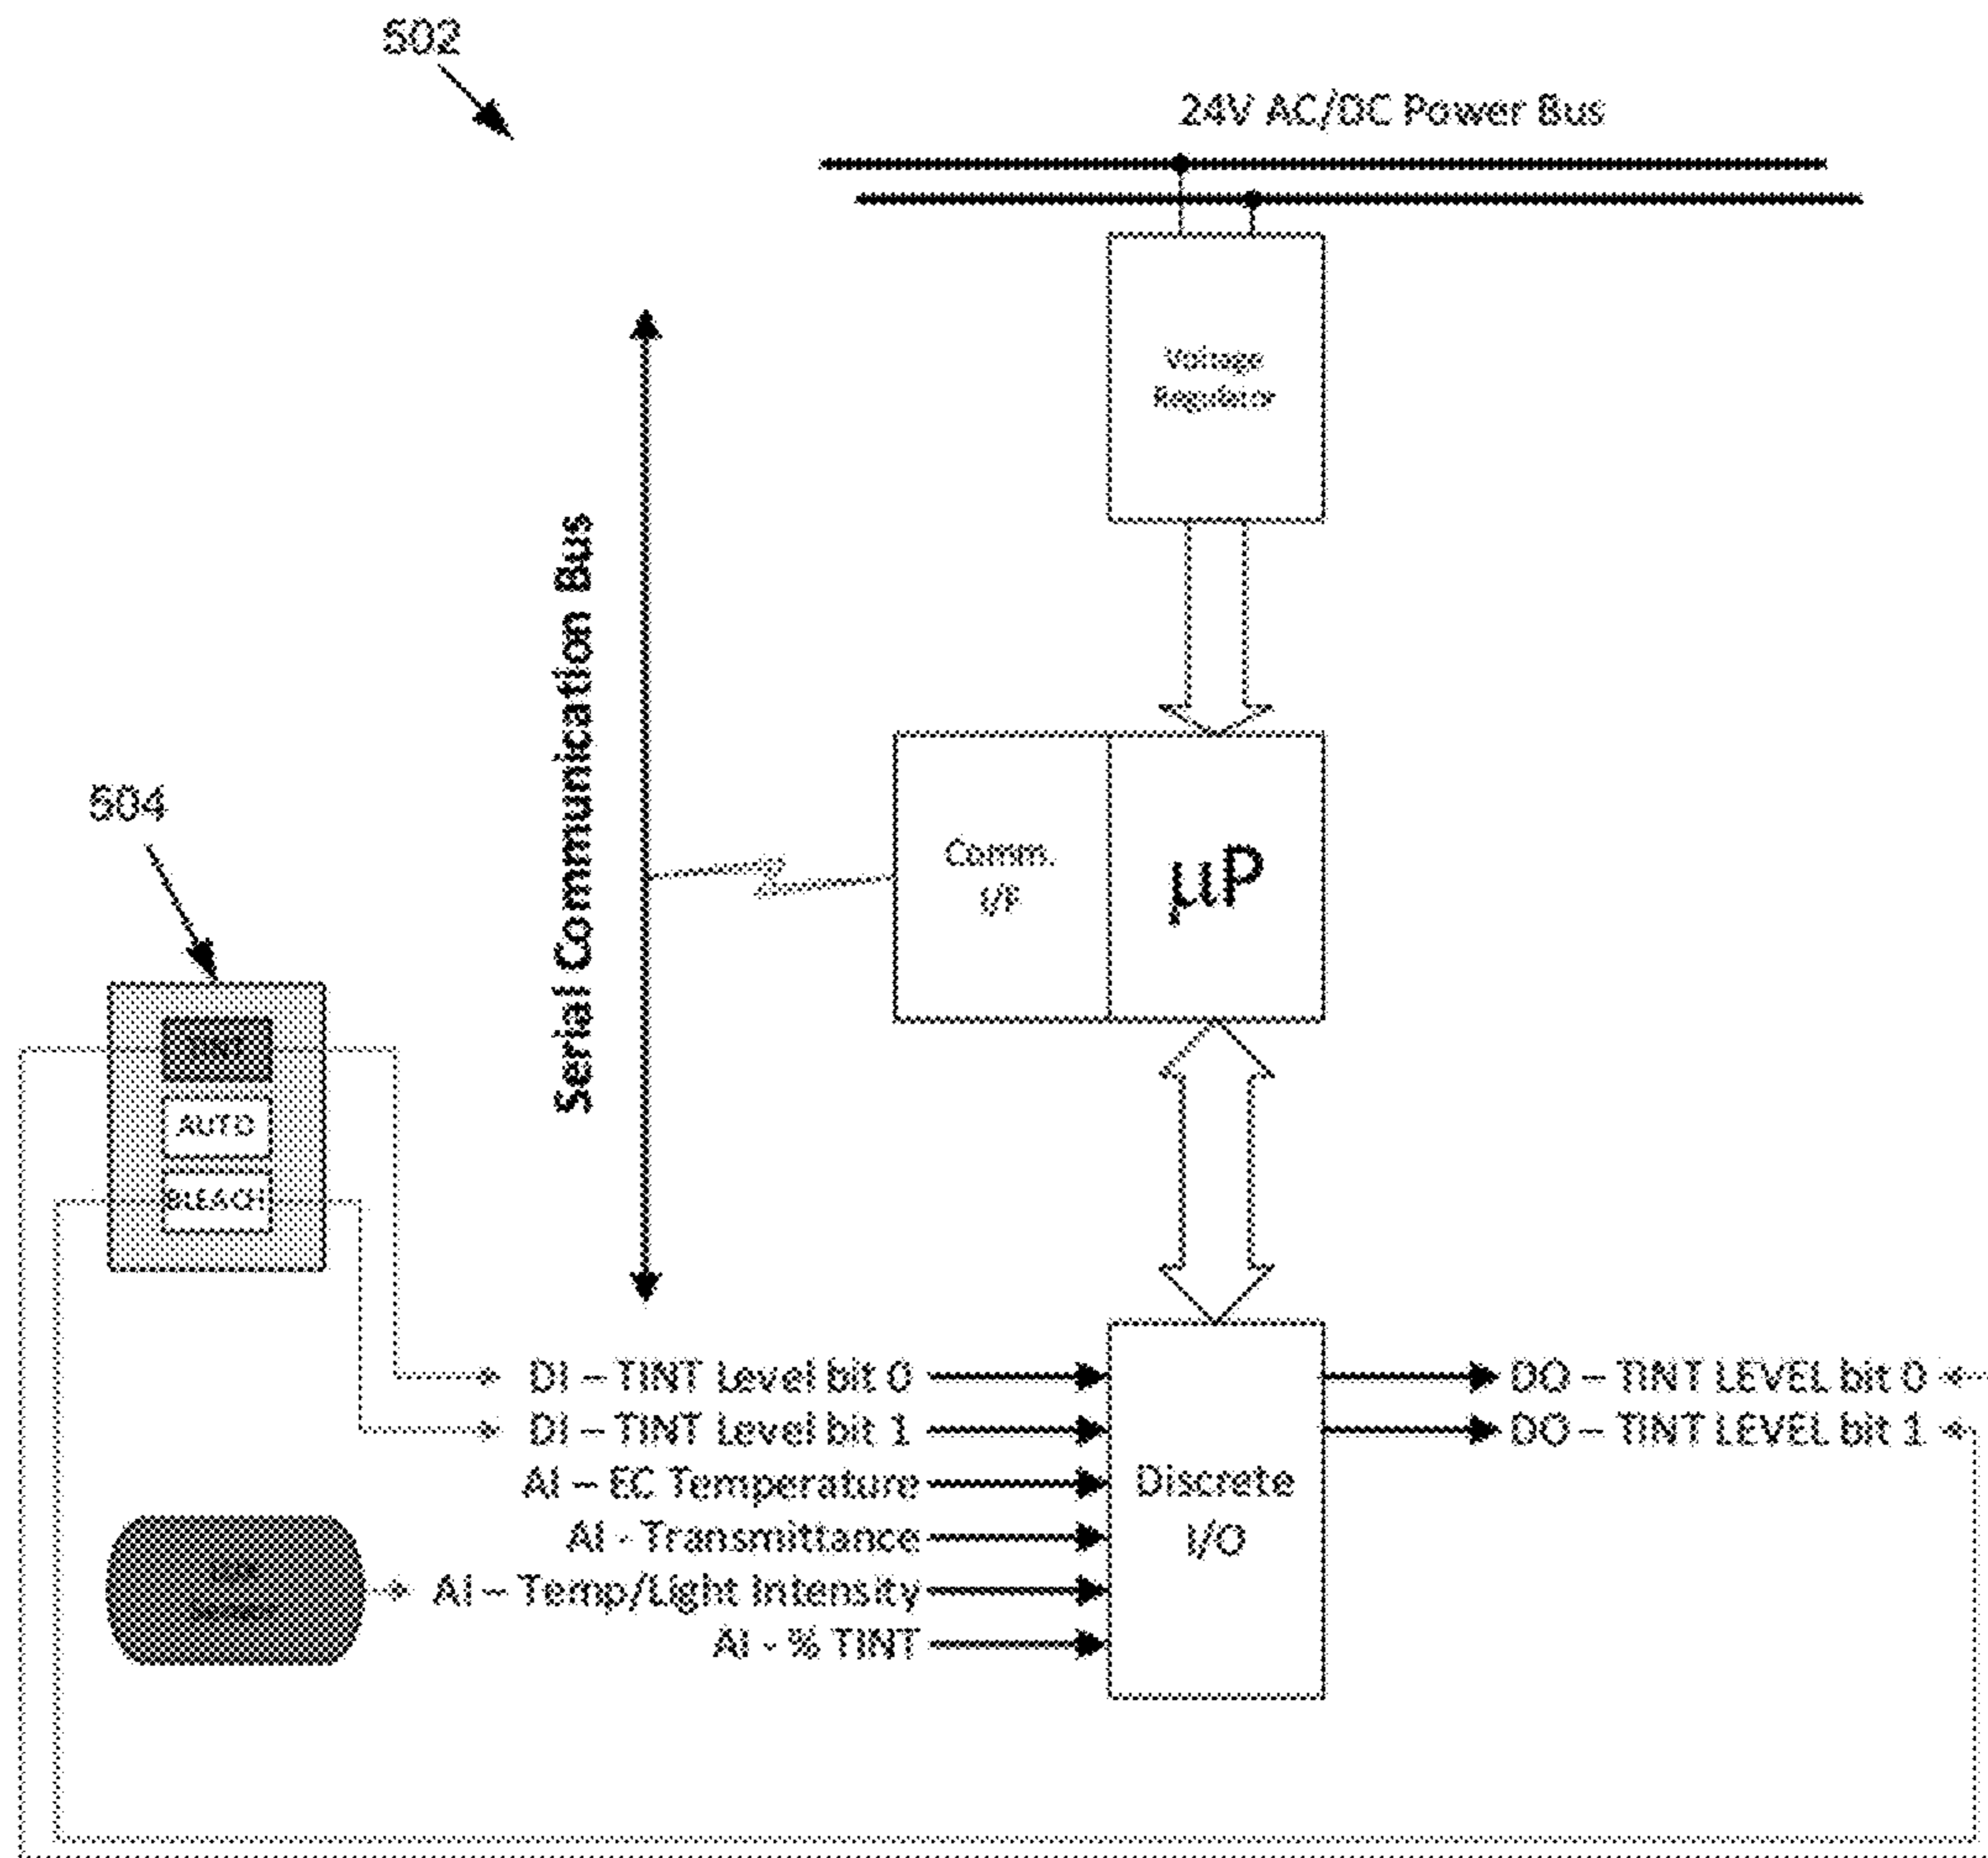 502
24V AC/DC Power Bus
Voltage
Regulator
Serial Communication Bus
Comm.
I/F
µP
504
AUTO
BLEACH
DI – TINT Level bit 0
DI – TINT Level bit 1
AI – EC Temperature
AI - Transmittance
AI – Temp/Light Intensity
AI - % TINT
Discrete
I/O
DO – TINT LEVEL bit 0
DO – TINT LEVEL bit 1